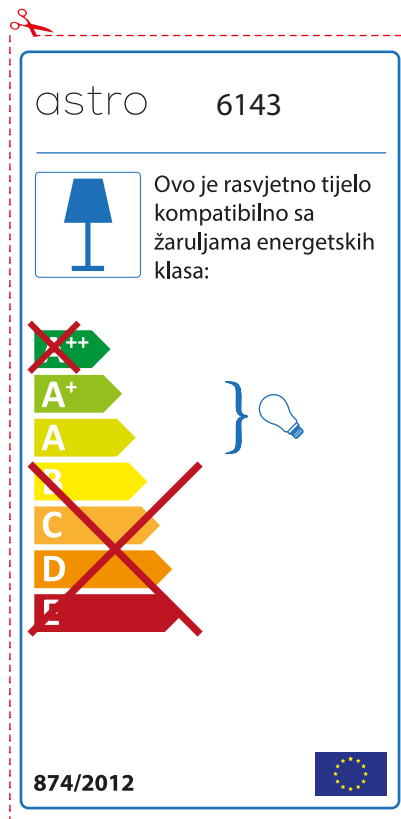 astro 6143
Ovo je rasvjetno tijelo
kompatibilno sa
žaruljama energetskih
klasa:
A++
A+
A
B
C
D
E
874/2012